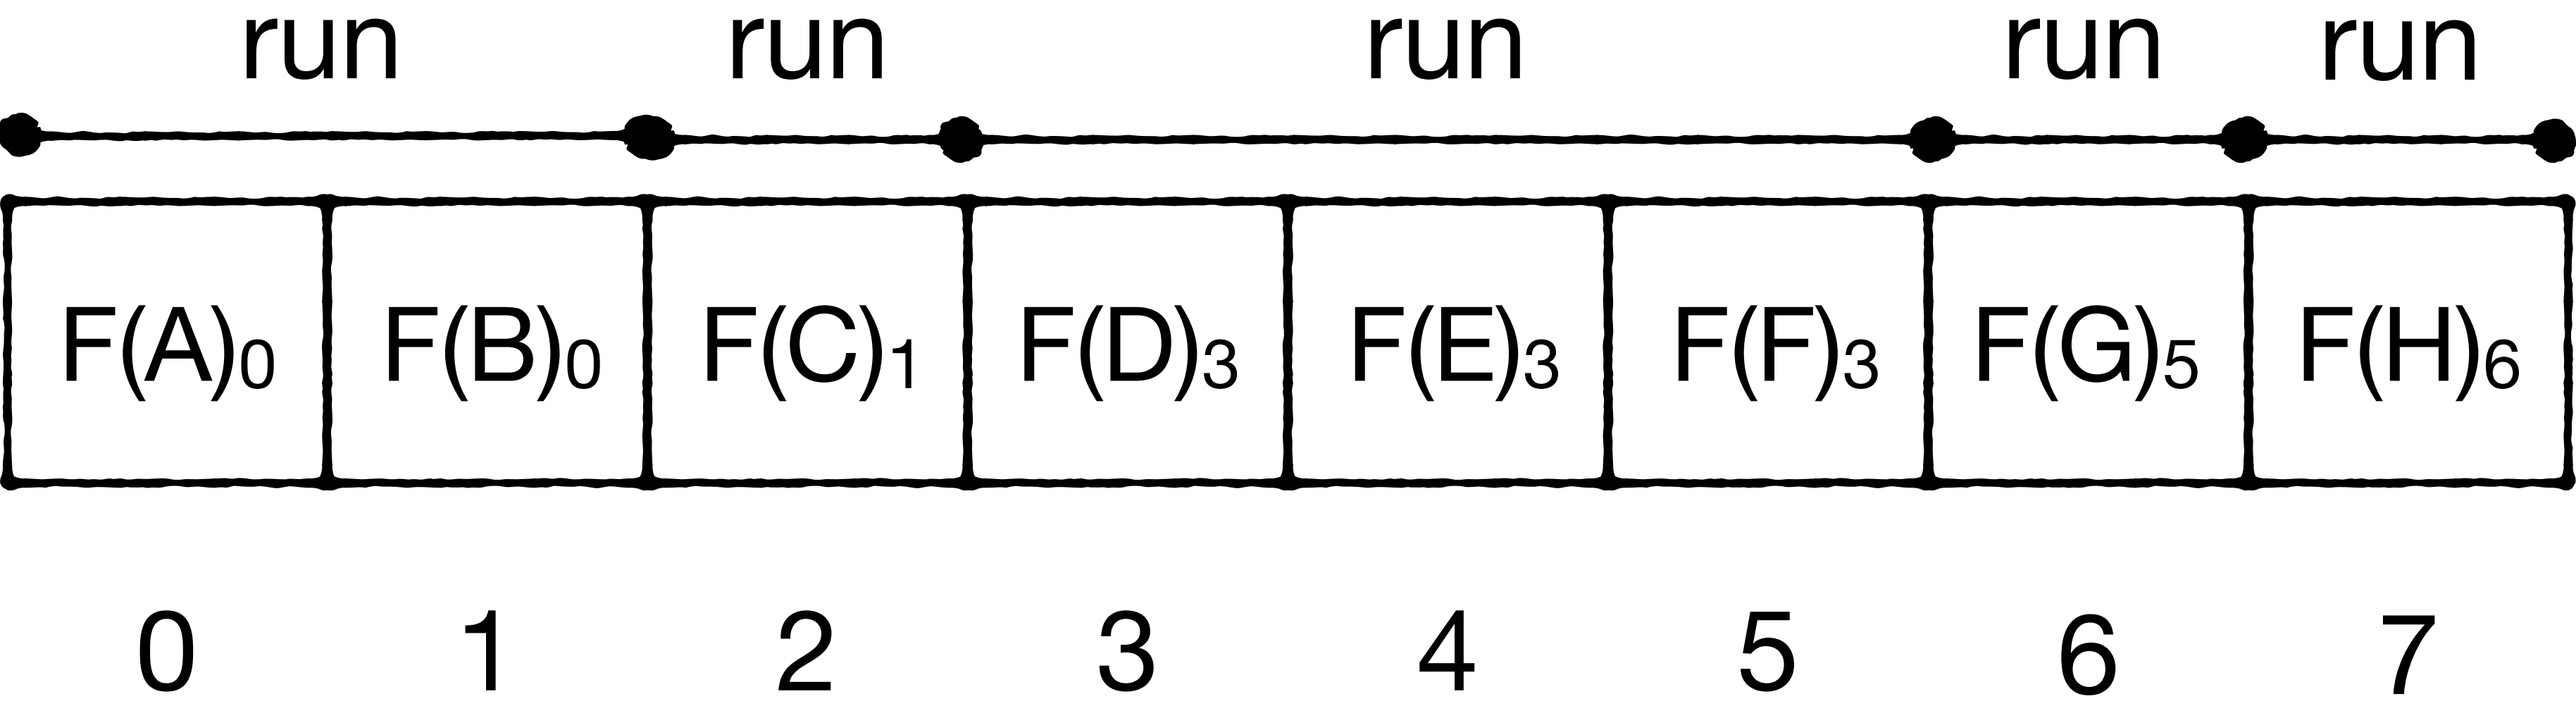 run run run run run
F(A)₀ F(B)₀ F(C)₁ F(D)₃ F(E)₃ F(F)₃ F(G)₅ F(H)₆
0 1 2 3 4 5 6 7